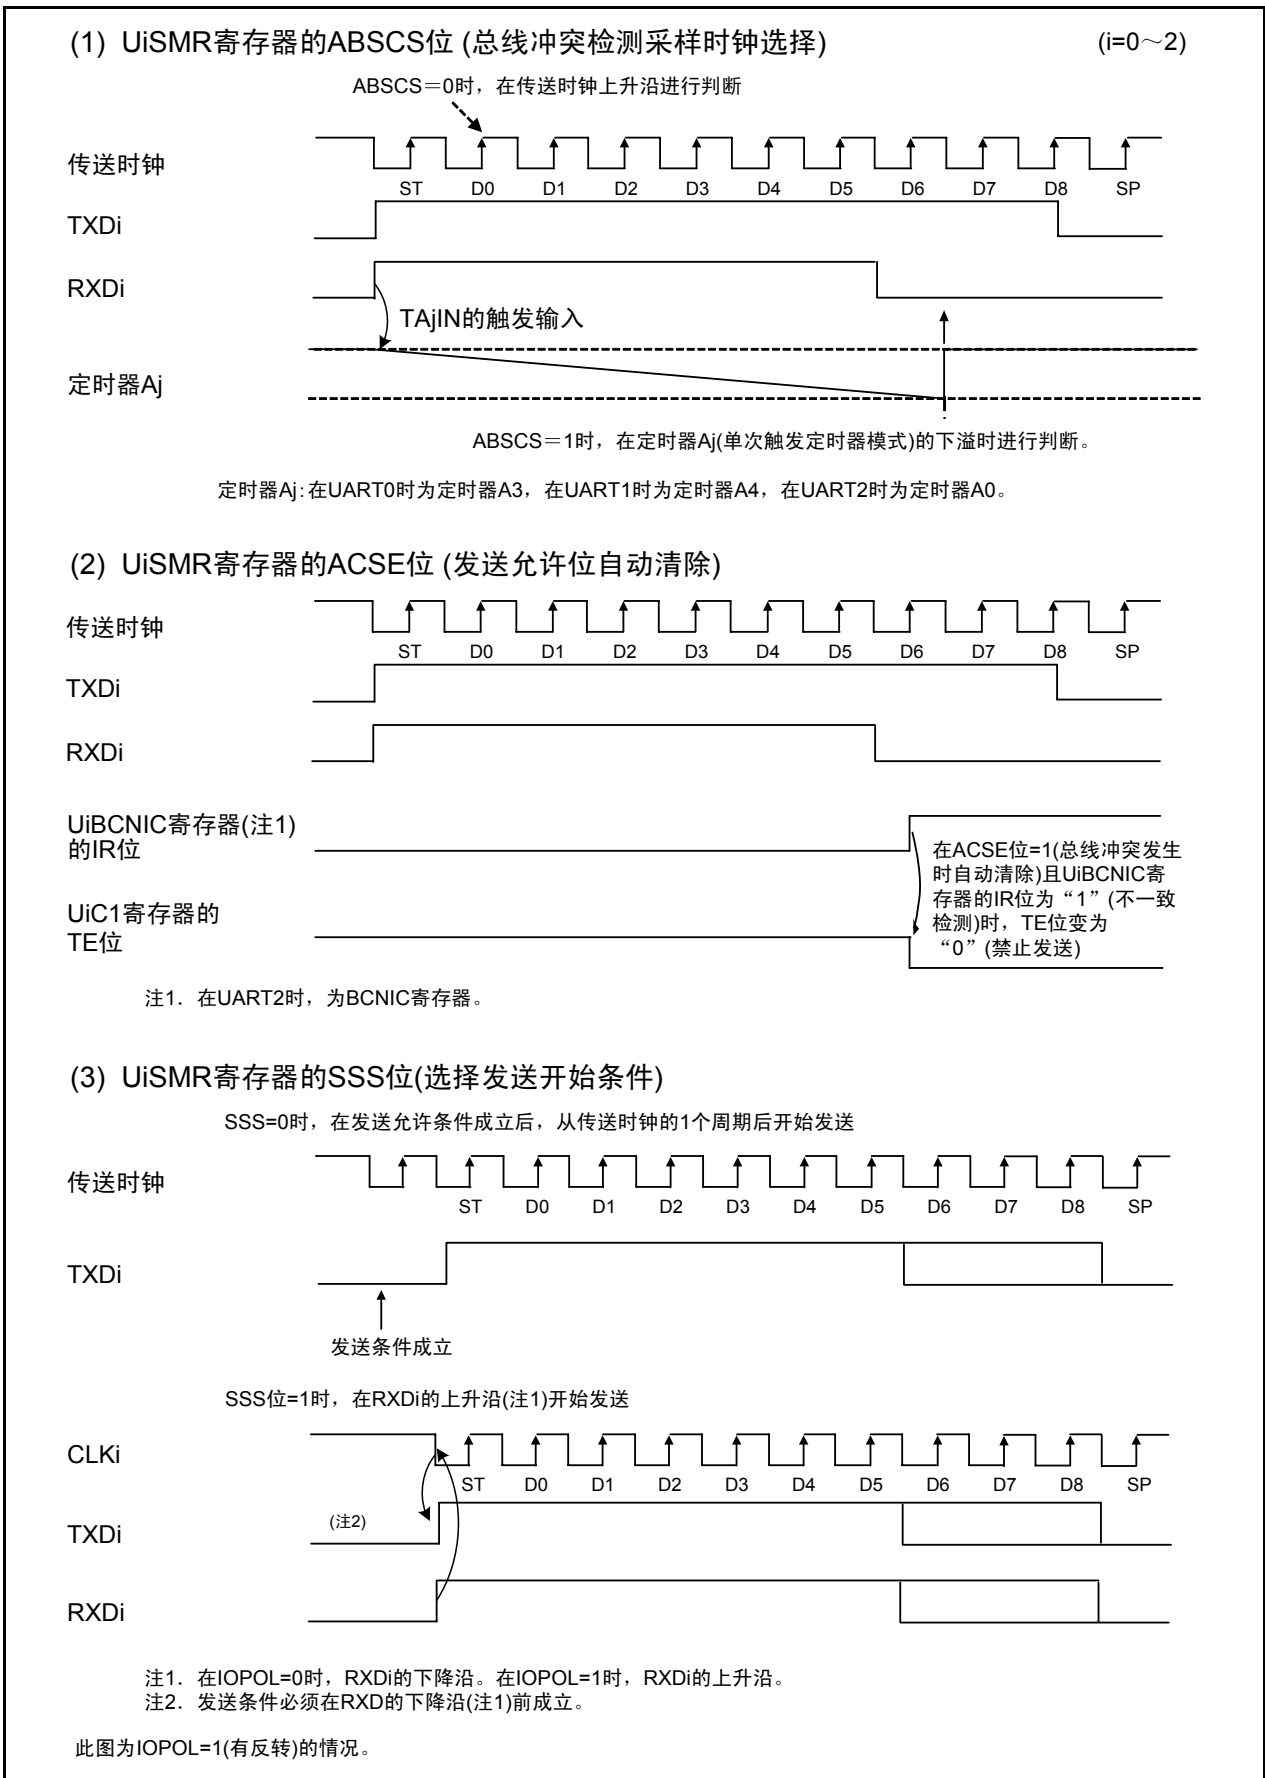 (1) UiSMR寄存器的ABSCS位 (总线冲突检测采样时钟选择) (i=0～2)
ABSCS＝0时，在传送时钟上升沿进行判断
传送时钟
ST D0 D1 D2 D3 D4 D5 D6 D7 D8 SP
TXDi
RXDi
TAjIN的触发输入
定时器Aj
ABSCS＝1时，在定时器Aj(单次触发定时器模式)的下溢时进行判断。
定时器Aj：在UART0时为定时器A3，在UART1时为定时器A4，在UART2时为定时器A0。
(2) UiSMR寄存器的ACSE位 (发送允许位自动清除)
传送时钟
ST D0 D1 D2 D3 D4 D5 D6 D7 D8 SP
TXDi
RXDi
UiBCNIC寄存器(注1)
的IR位
UiC1寄存器的
TE位
在ACSE位=1(总线冲突发生
时自动清除)且UiBCNIC寄
存器的IR位为“1”(不一致
检测)时，TE位变为
“0”(禁止发送)
注1．在UART2时，为BCNIC寄存器。
(3) UiSMR寄存器的SSS位(选择发送开始条件)
SSS=0时，在发送允许条件成立后，从传送时钟的1个周期后开始发送
传送时钟
ST D0 D1 D2 D3 D4 D5 D6 D7 D8 SP
TXDi
发送条件成立
SSS位=1时，在RXDi的上升沿(注1)开始发送
CLKi
ST D0 D1 D2 D3 D4 D5 D6 D7 D8 SP
(注2)
TXDi
RXDi
注1．在IOPOL=0时，RXDi的下降沿。在IOPOL=1时，RXDi的上升沿。
注2．发送条件必须在RXD的下降沿(注1)前成立。
此图为IOPOL=1(有反转)的情况。